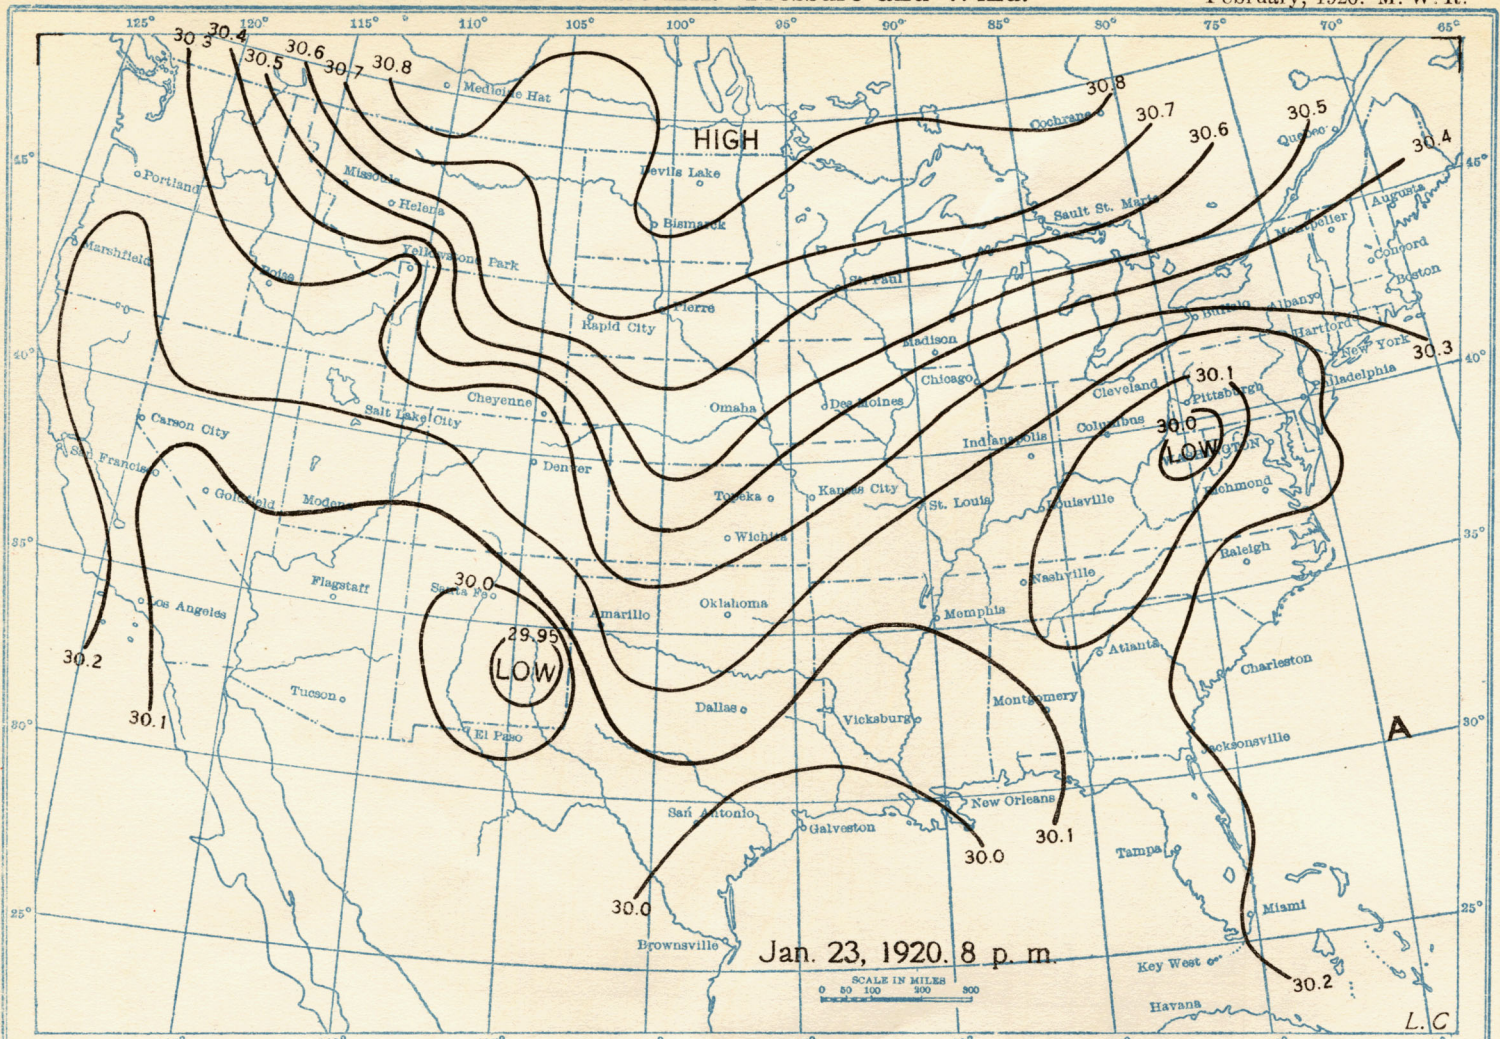 Pressure and Wind.
February, 1920. M. W. R.
125° 120° 115° 110° 105° 100° 95° 90° 85° 80° 75° 70° 65°
30.3 30.4 30.5 30.6 30.7 30.8
30.8 30.7 30.6 30.5 30.4
Medicine Hat
HIGH
Cochrane
Quebec
45° 45°
Portland
Missoula
Helena
Devils Lake
Bismarck
Sault St. Marie
Montpelier
Augusta
Marshfield
Boise
Yellowstone Park
St. Paul
Concord
Boston
Rapid City
Pierre
Madison
Buffalo
Albany
Hartford
New York
30.3
40° 40°
Salt Lake City
Cheyenne
Omaha
Des Moines
Chicago
Cleveland
30.1
Pittsburgh
Philadelphia
Carson City
San Francisco
Denver
Indianapolis
Columbus
30.0
LOW
WASHINGTON
Goldfield
Modena
Topeka
Kansas City
St. Louis
Louisville
Richmond
35° 35°
Wichita
Raleigh
Flagstaff
Santa Fe
30.0
Nashville
Los Angeles
Amarillo
Oklahoma
Memphis
29.95
LOW
Atlanta
Charleston
30.2
Tucson
30.1
El Paso
Dallas
Vicksburg
Montgomery
30° 30°
A
Jacksonville
San Antonio
Galveston
New Orleans
30.1
30.0
Tampa
30.0
Miami
25° 25°
Brownsville
Jan. 23, 1920. 8 p. m.
Key West
SCALE IN MILES
0 50 100 200 300
30.2
Havana
L. C